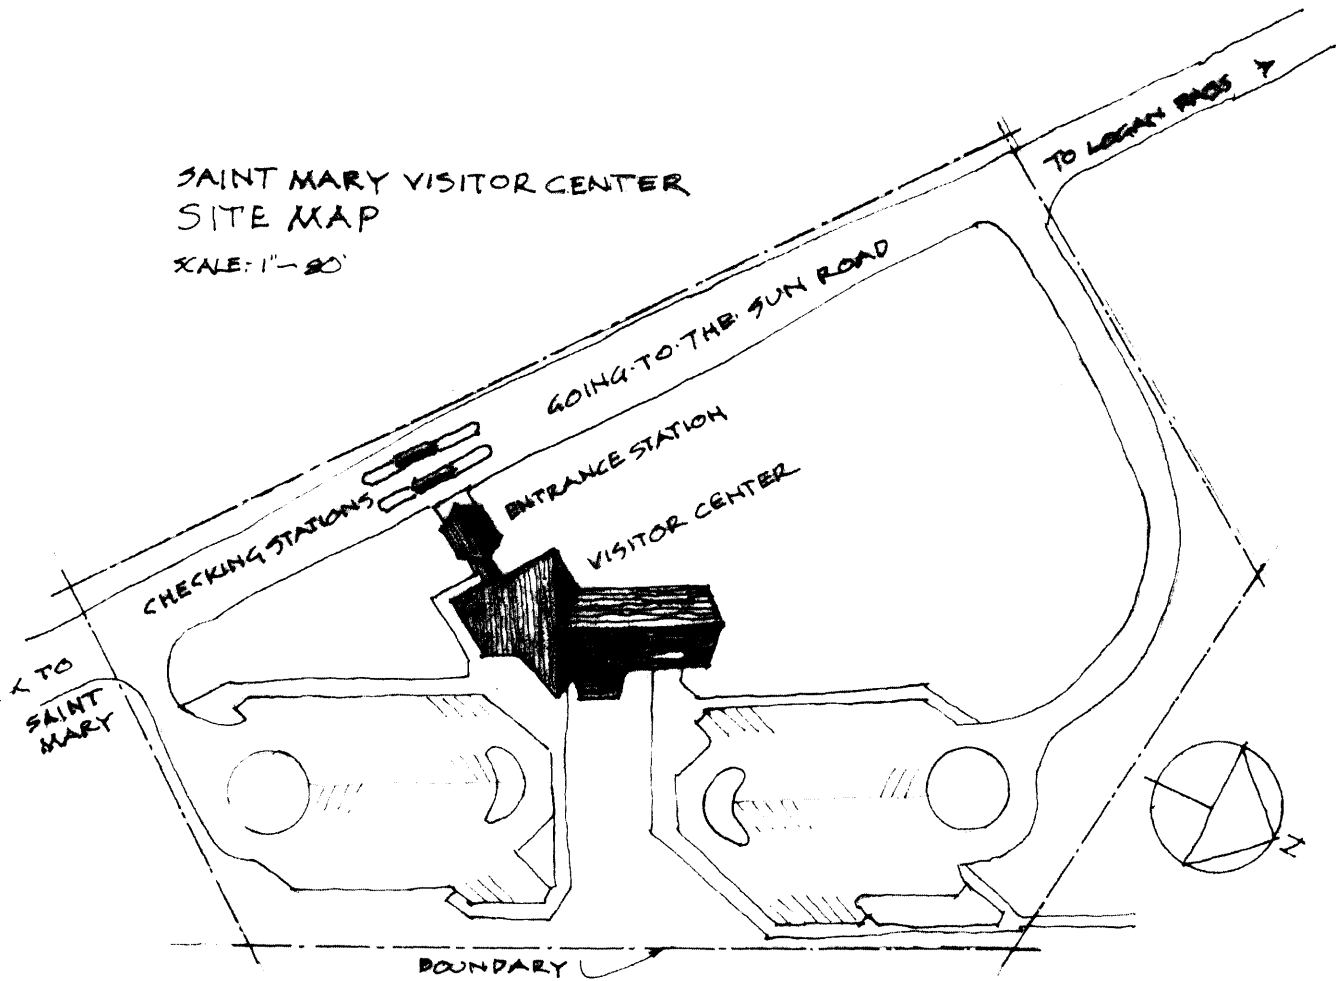 SAINT MARY VISITOR CENTER
SITE MAP
SCALE: 1"— 80'
TO LOGAN PASS
GOING·TO·THE·SUN ROAD
ENTRANCE STATION
VISITOR CENTER
CHECKING STATIONS
< TO
SAINT
MARY
N
BOUNDARY